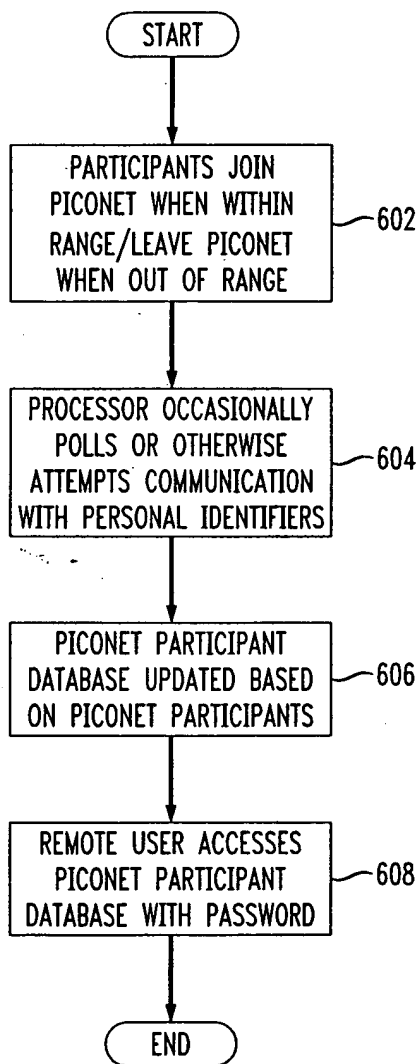 START
PARTICIPANTS JOIN
PICONET WHEN WITHIN
RANGE/LEAVE PICONET
WHEN OUT OF RANGE
602
PROCESSOR OCCASIONALLY
POLLS OR OTHERWISE
ATTEMPTS COMMUNICATION
WITH PERSONAL IDENTIFIERS
604
PICONET PARTICIPANT
DATABASE UPDATED BASED
ON PICONET PARTICIPANTS
606
REMOTE USER ACCESSES
PICONET PARTICIPANT
DATABASE WITH PASSWORD
608
END